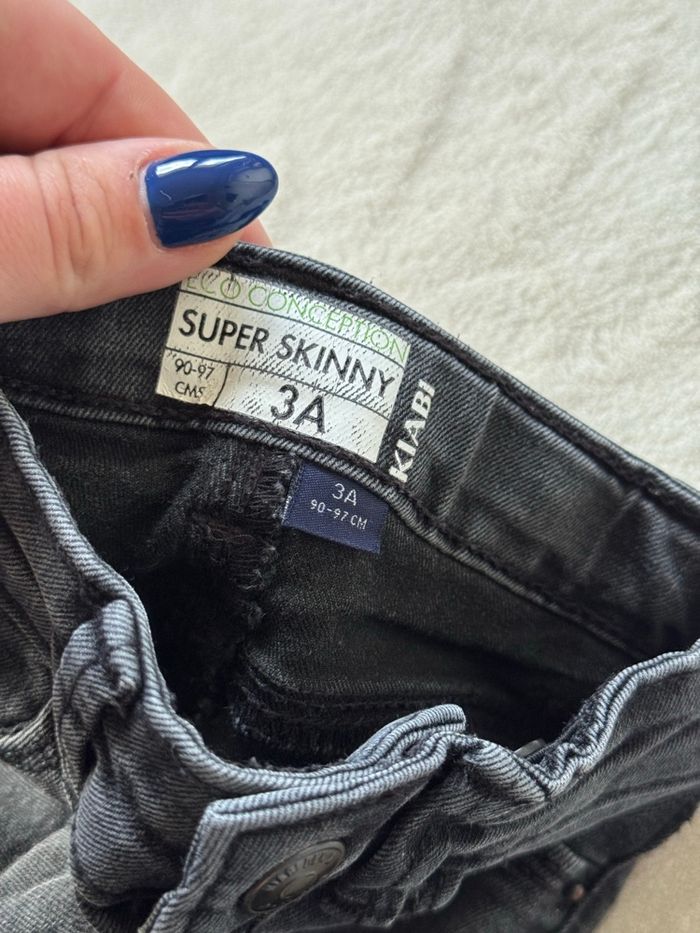 ECO CONCEPTION
SUPER SKINNY
90-97
CMS
3A
KIABI
3A
90-97 CM